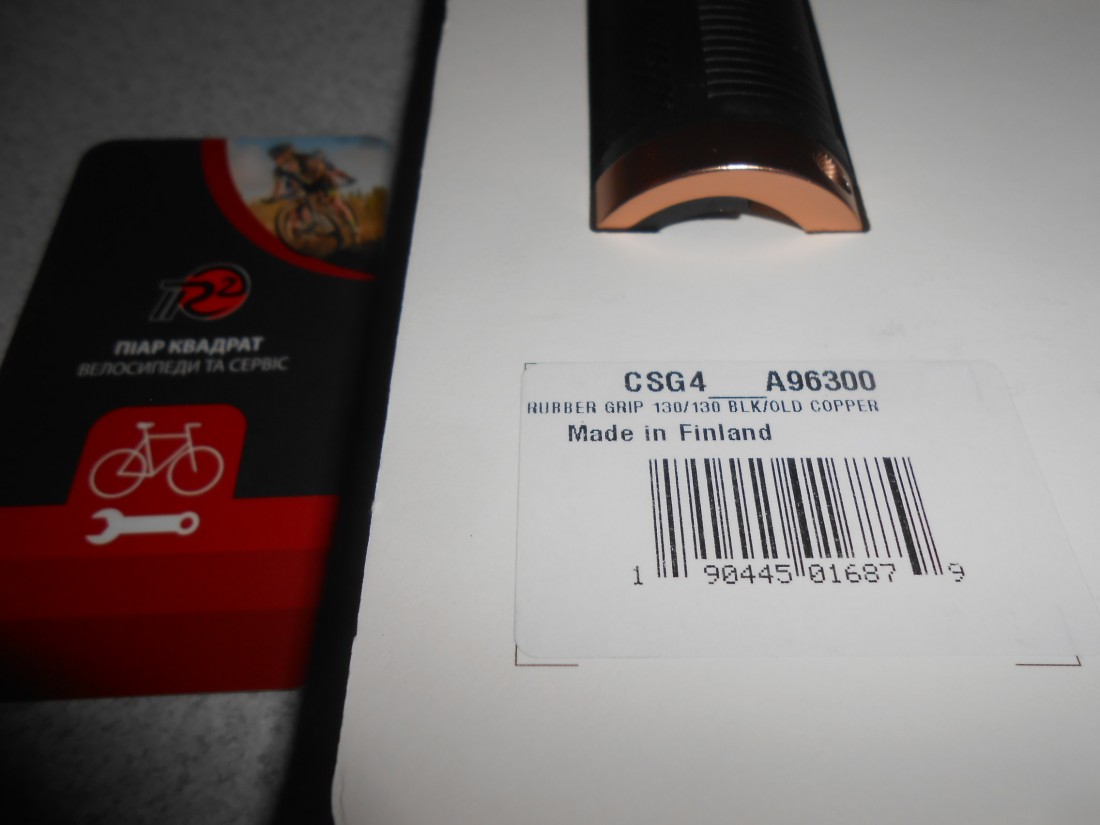 ПR2
ПІАР КВАДРАТ
ВЕЛОСИПЕДИ ТА СЕРВІС
CSG4___A96300
RUBBER GRIP 130/130 BLK/OLD COPPER
Made in Finland
1 90445 01687 9